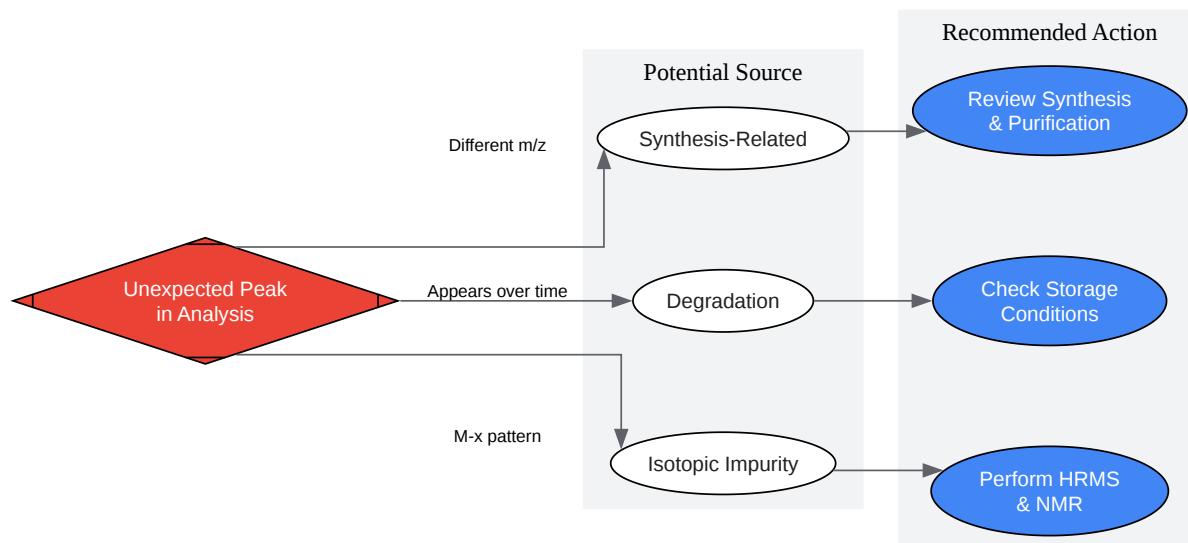 Recommended Action
Potential Source
Review Synthesis
& Purification
Synthesis-Related
Different m/z
Unexpected Peak
in Analysis
Appears over time
Degradation
Check Storage
Conditions
M-x pattern
Isotopic Impurity
Perform HRMS
& NMR